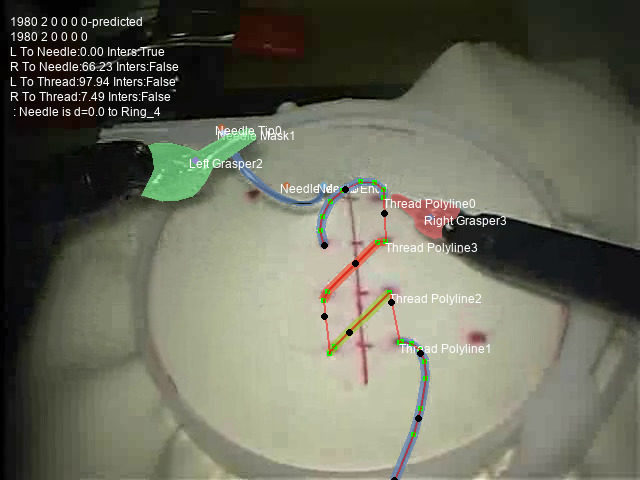 1980 2 0 0 0 0-predicted
1980 2 0 0 0 0
L To Needle:0.00 Inters:True
R To Needle:66.23 Inters:False
L To Thread:97.94 Inters:False
R To Thread:7.49 Inters:False
: Needle is d=0.0 to Ring_4
Needle Tip0
Needle Mask1
Left Grasper2
Needle
Thread Polyline0
Right Grasper3
Thread Polyline3
Thread Polyline2
Thread Polyline1